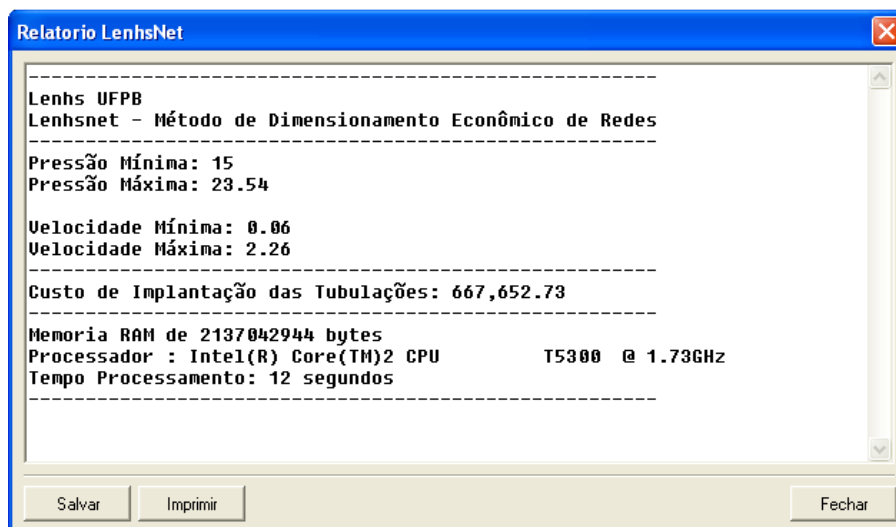 Relatorio LenhsNet
-------------------------------------------------------
Lenhs UFPB
Lenhsnet - Método de Dimensionamento Econômico de Redes
-------------------------------------------------------
Pressão Mínima: 15
Pressão Máxima: 23.54
Velocidade Mínima: 0.06
Velocidade Máxima: 2.26
-------------------------------------------------------
Custo de Implantação das Tubulações: 667,652.73
-------------------------------------------------------
Memoria RAM de 2137042944 bytes
Processador : Intel(R) Core(TM)2 CPU         T5300  @ 1.73GHz
Tempo Processamento: 12 segundos
-------------------------------------------------------
Salvar Imprimir Fechar